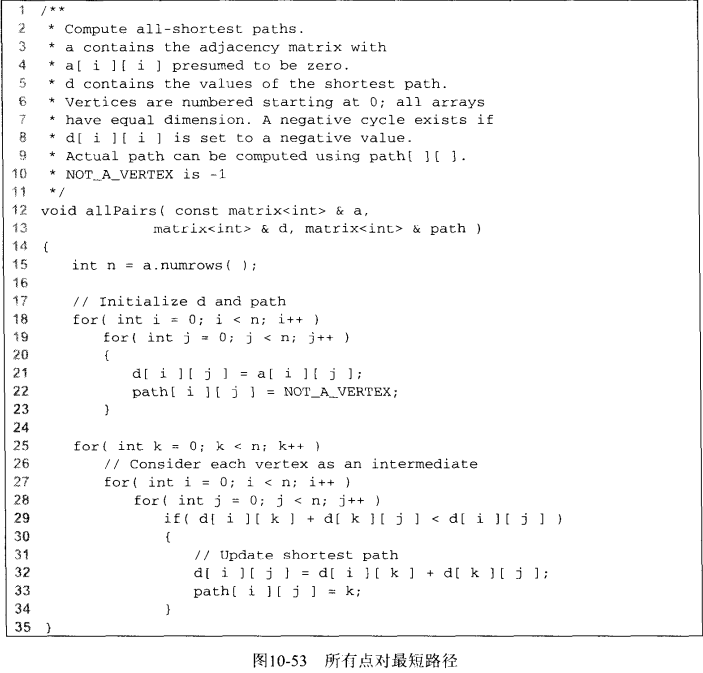 1 /**
2  * Compute all-shortest paths.
3  * a contains the adjacency matrix with
4  * a[ i ][ i ] presumed to be zero.
5  * d contains the values of the shortest path.
6  * Vertices are numbered starting at 0; all arrays
7  * have equal dimension. A negative cycle exists if
8  * d[ i ][ i ] is set to a negative value.
9  * Actual path can be computed using path[ ][ ].
10  * NOT_A_VERTEX is -1
11  */
12 void allPairs( const matrix<int> & a,
13               matrix<int> & d, matrix<int> & path )
14 {
15     int n = a.numrows( );
16
17     // Initialize d and path
18     for( int i = 0; i < n; i++ )
19         for( int j = 0; j < n; j++ )
20         {
21             d[ i ][ j ] = a[ i ][ j ];
22             path[ i ][ j ] = NOT_A_VERTEX;
23         }
24
25     for( int k = 0; k < n; k++ )
26         // Consider each vertex as an intermediate
27         for( int i = 0; i < n; i++ )
28             for( int j = 0; j < n; j++ )
29                 if( d[ i ][ k ] + d[ k ][ j ] < d[ i ][ j ] )
30                 {
31                     // Update shortest path
32                     d[ i ][ j ] = d[ i ][ k ] + d[ k ][ j ];
33                     path[ i ][ j ] = k;
34                 }
35 }
图10-53 所有点对最短路径